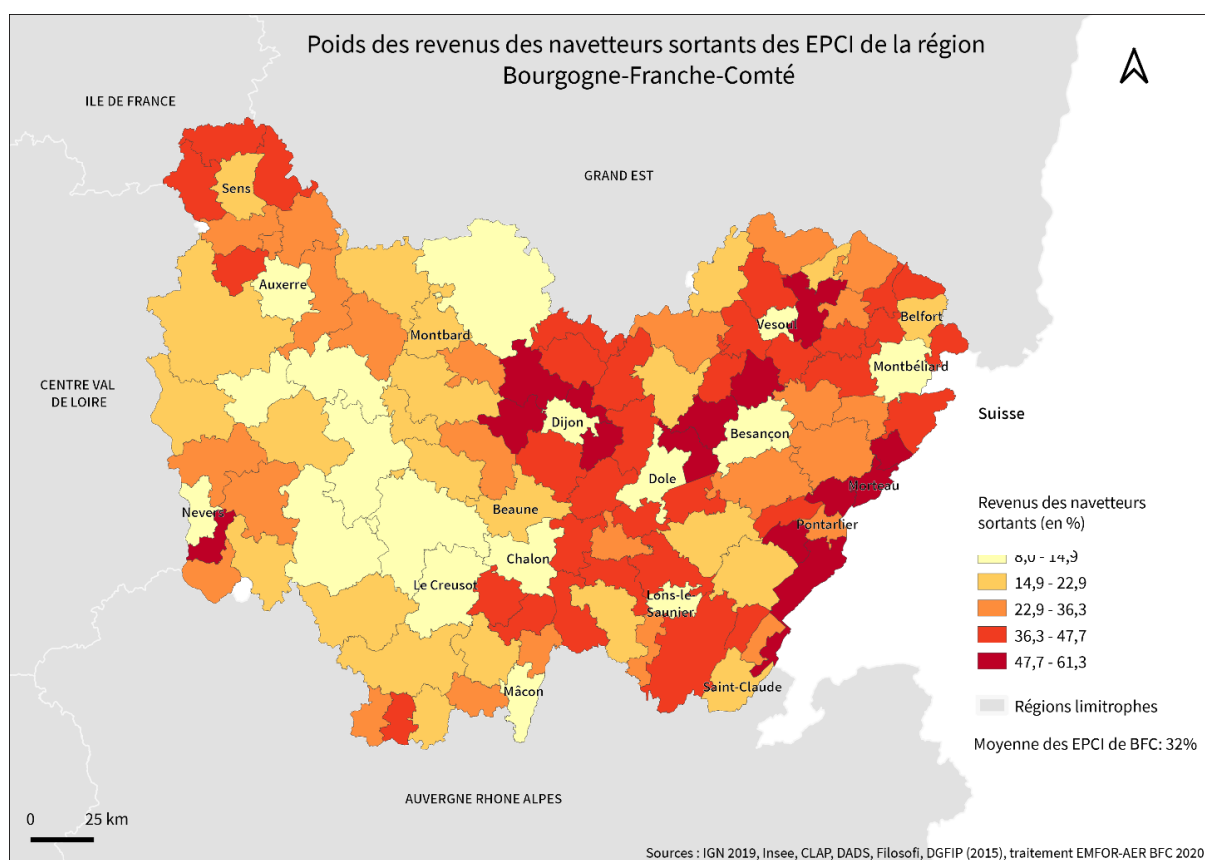 Poids des revenus des navetteurs sortants des EPCI de la région
Bourgogne-Franche-Comté
ILE DE FRANCE
GRAND EST
Sens
Auxerre
Montbard
Vesoul
Belfort
Montbéliard
CENTRE VAL
DE LOIRE
Suisse
Dijon
Besançon
Dole
Morteau
Nevers
Beaune
Pontarlier
Chalon
Le Creusot
Lons-le-
Saunier
Mâcon
Saint-Claude
Revenus des navetteurs
sortants (en %)
8,0 - 14,9
14,9 - 22,9
22,9 - 36,3
36,3 - 47,7
47,7 - 61,3
Régions limitrophes
Moyenne des EPCI de BFC: 32%
AUVERGNE RHONE ALPES
0 25 km
Sources : IGN 2019, Insee, CLAP, DADS, Filosofi, DGFIP (2015), traitement EMFOR-AER BFC 2020